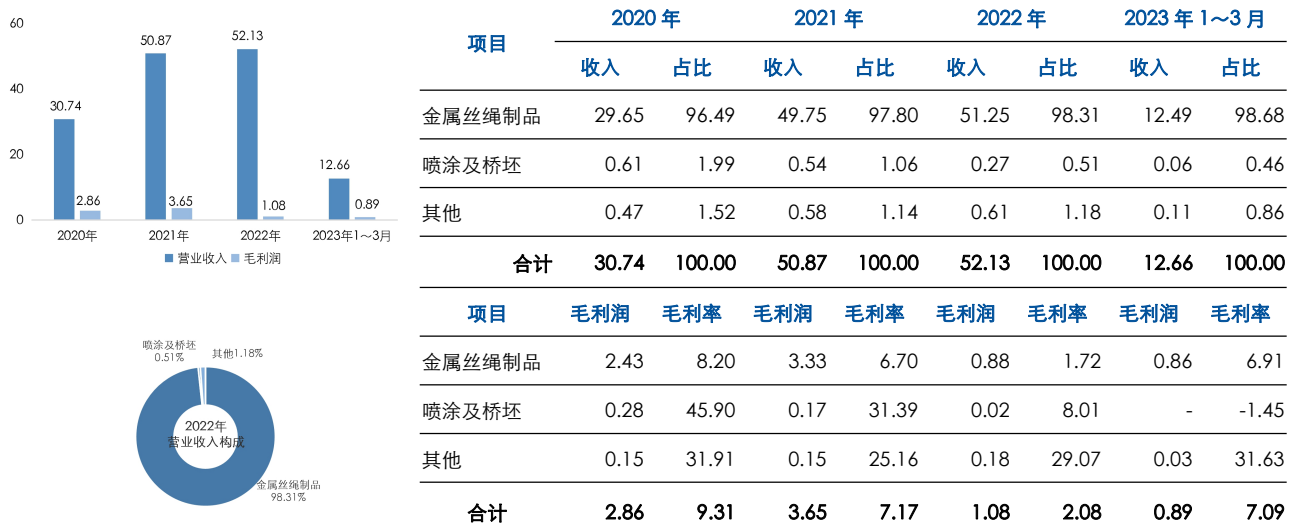 60
40
20
0
30.74
2.86
50.87
3.65
52.13
1.08
12.66
0.89
2020年 2021年 2022年 2023年1～3月
营业收入 毛利润
喷涂及桥坯
0.51%
其他1.18%
2022年
营业收入构成
金属丝绳制品
98.31%
项目 2020 年 2021 年 2022 年 2023 年 1～3 月
收入 占比 收入 占比 收入 占比 收入 占比
金属丝绳制品 29.65 96.49 49.75 97.80 51.25 98.31 12.49 98.68
喷涂及桥坯 0.61 1.99 0.54 1.06 0.27 0.51 0.06 0.46
其他 0.47 1.52 0.58 1.14 0.61 1.18 0.11 0.86
合计 30.74 100.00 50.87 100.00 52.13 100.00 12.66 100.00
项目 毛利润 毛利率 毛利润 毛利率 毛利润 毛利率 毛利润 毛利率
金属丝绳制品 2.43 8.20 3.33 6.70 0.88 1.72 0.86 6.91
喷涂及桥坯 0.28 45.90 0.17 31.39 0.02 8.01 - -1.45
其他 0.15 31.91 0.15 25.16 0.18 29.07 0.03 31.63
合计 2.86 9.31 3.65 7.17 1.08 2.08 0.89 7.09